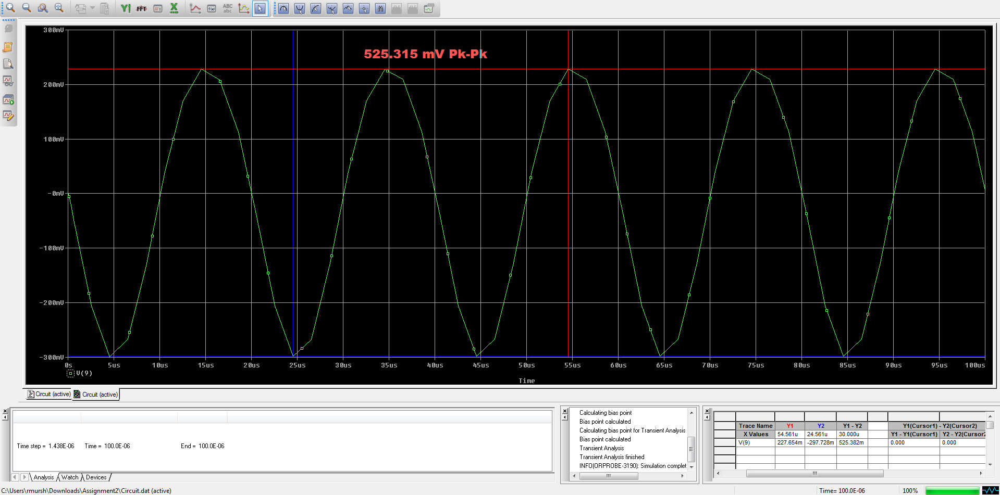 Y! FFT f(x) ABC
abc
525.315 mV Pk-Pk
300mV
200mV
100mV
-0mV
-100mV
-200mV
-300mV
0s 5us 10us 15us 20us 25us 30us 35us 40us 45us 50us 55us 60us 65us 70us 75us 80us 85us 90us 95us 100us
V(9)
Time
Circuit (active) Circuit (active)
Time step = 1.438E-06 Time = 100.0E-06 End = 100.0E-06
Analysis Watch Devices
Calculating bias point
Bias point calculated
Calculating bias point for Transient Analysis
Bias point calculated
Transient Analysis
Transient Analysis finished
INFO(ORPROBE-3190): Simulation complet
Trace Name Y1 Y2 Y1 - Y2 Y1(Cursor1) - Y2(Cursor2)
X Values 54.561u 24.561u 30.000u Y1 - Y1(Cursor1) Y2 - Y2(Cursor2
V(9) 227.654m -297.728m 525.382m 0.000 0.000
C:\Users\rmursh\Downloads\Assignment2\Circuit.dat (active) Time= 100.0E-06 100%